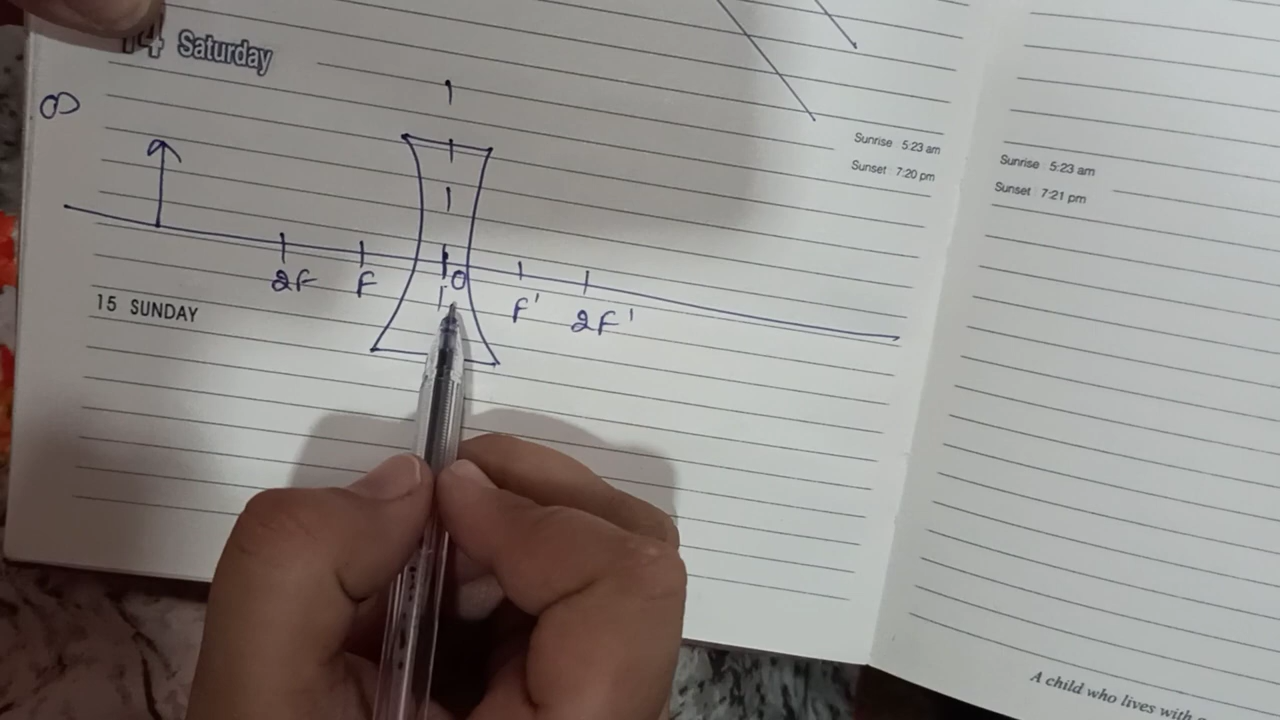 14 Saturday
∞
Sunrise 5:23 am
Sunset 7:20 pm
2F F O F' 2F'
15 SUNDAY
Sunrise 5:23 am
Sunset 7:21 pm
A child who lives with